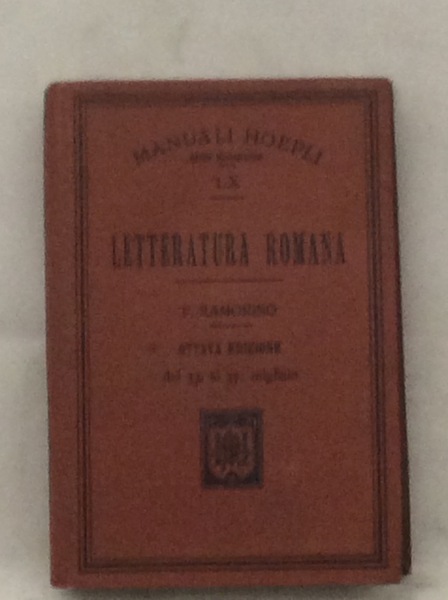 MANUALI HOEPLI
LX
LETTERATURA ROMANA
F. RAMORINO
OTTAVA EDIZIONE